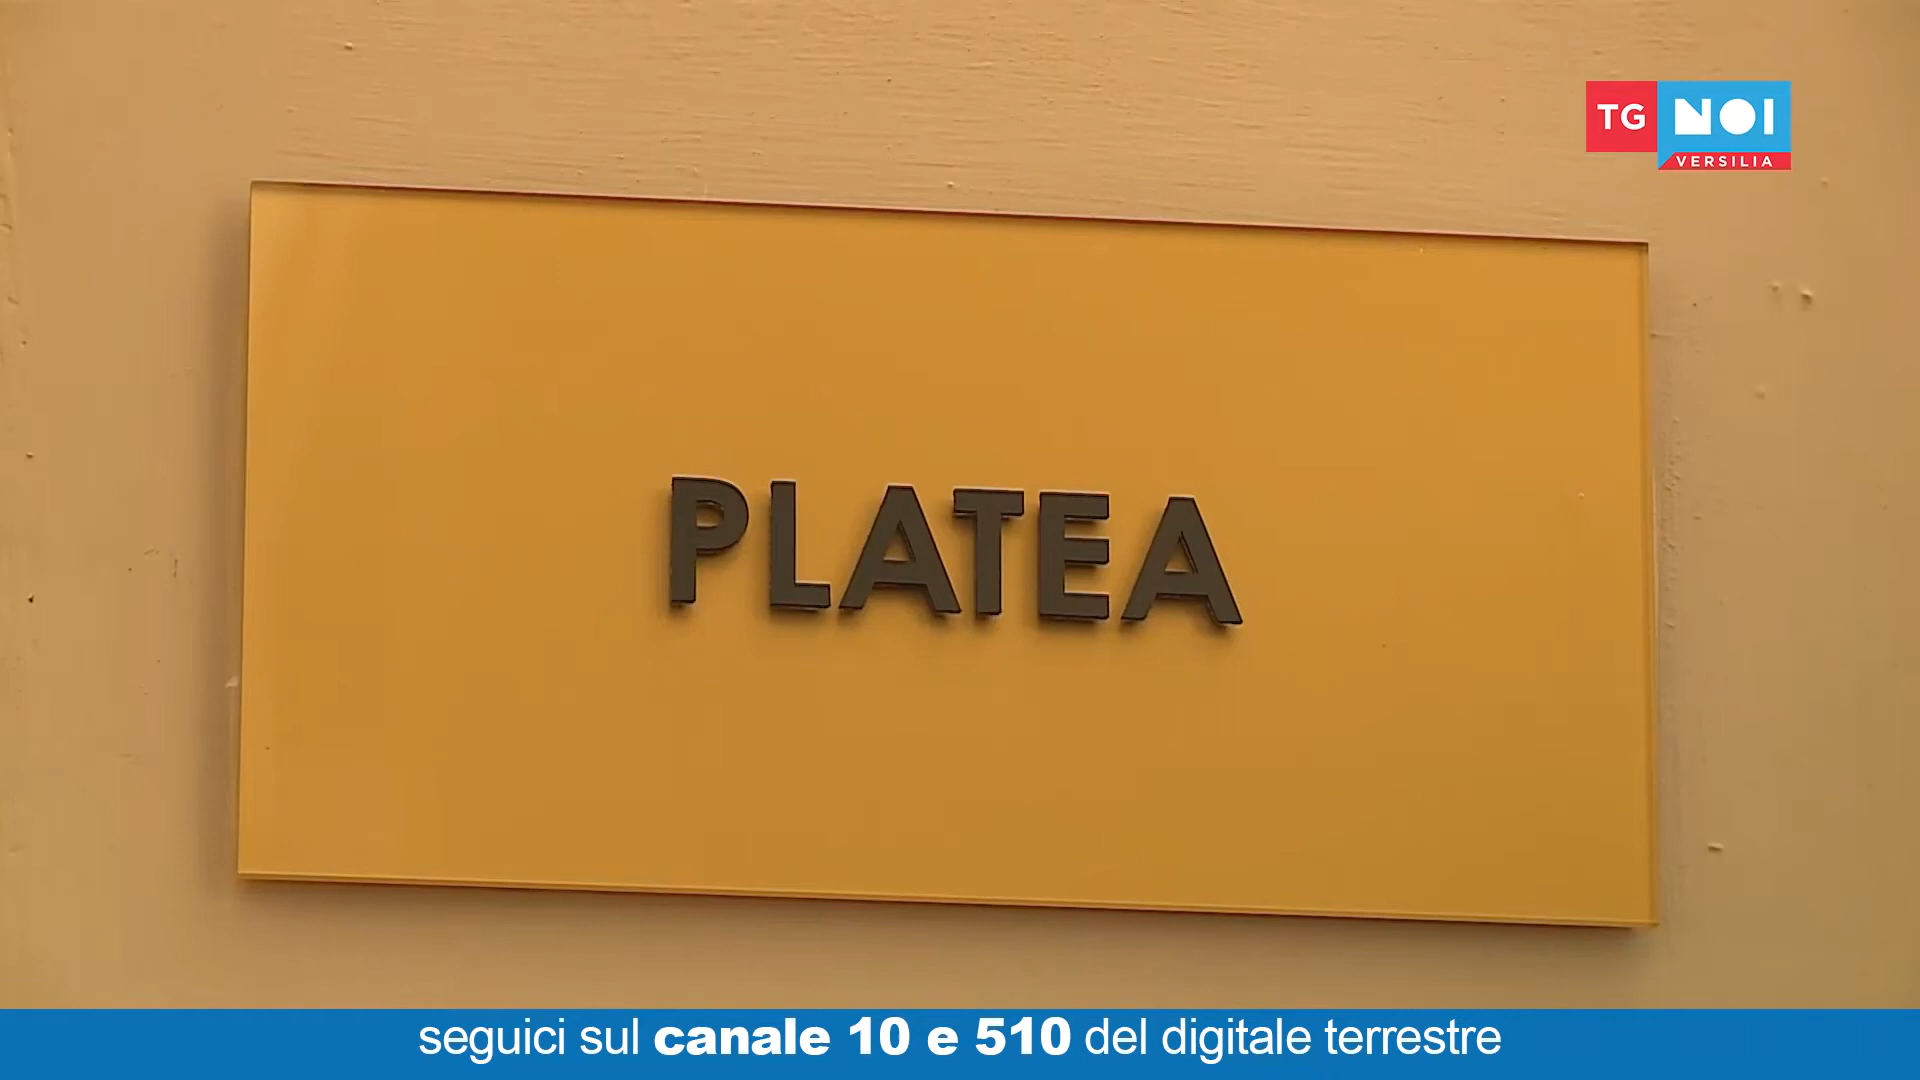 TG NOI
VERSILIA
PLATEA
seguici sul canale 10 e 510 del digitale terrestre